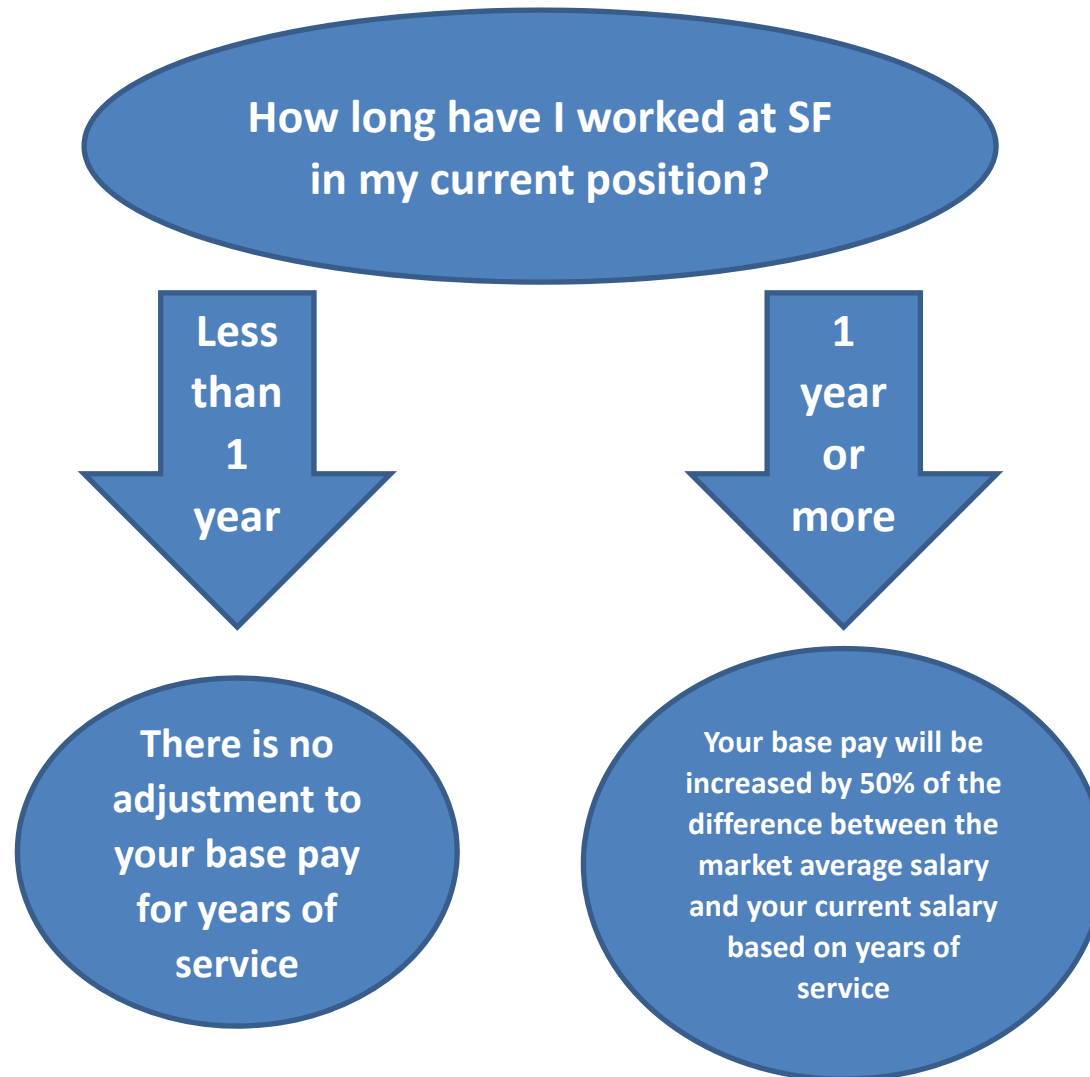 How long have I worked at SF
in my current position?
Less
than
1
year
1
year
or
more
There is no
adjustment to
your base pay
for years of
service
Your base pay will be
increased by 50% of the
difference between the
market average salary
and your current salary
based on years of
service